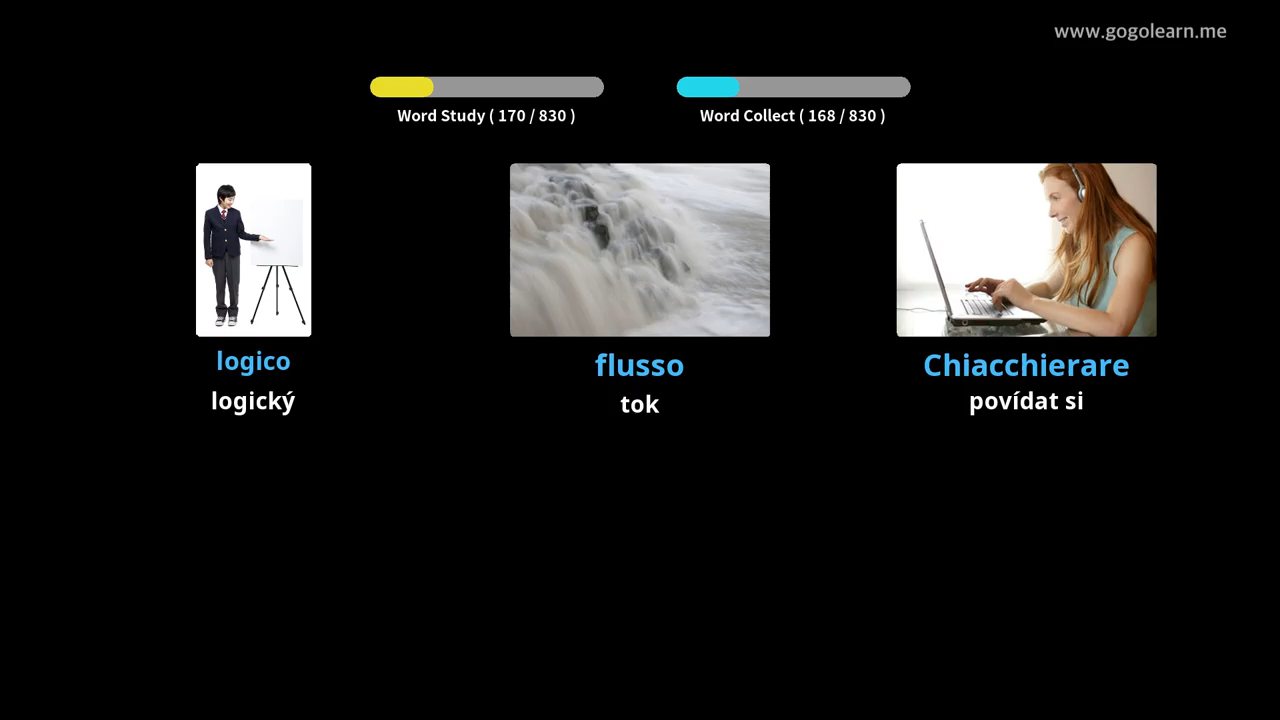 www.gogolearn.me
Word Study ( 170 / 830 )
Word Collect ( 168 / 830 )
logico
logický
flusso
tok
Chiacchierare
povídat si